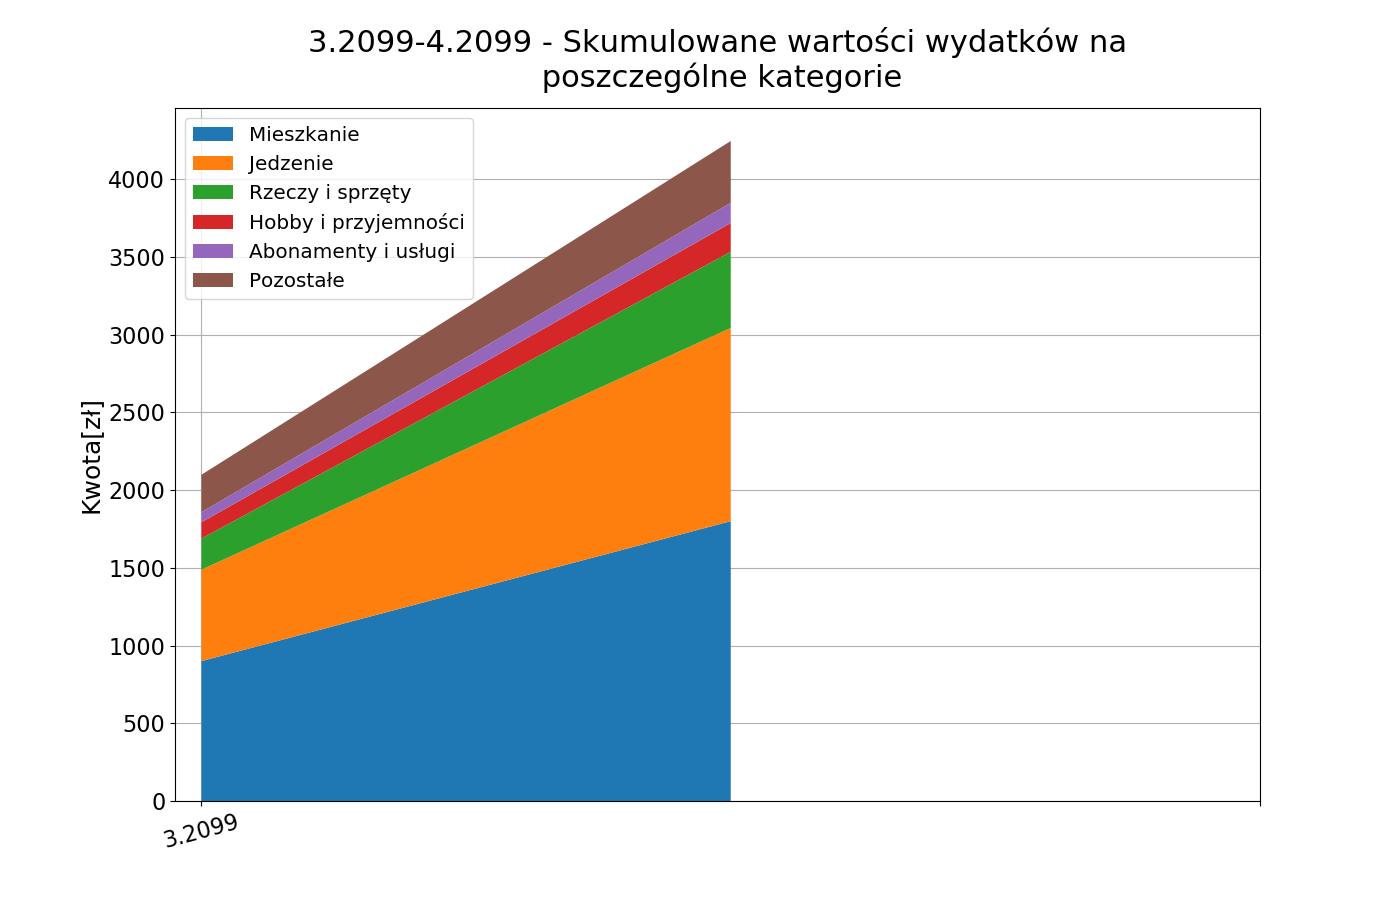 3.2099-4.2099 - Skumulowane wartości wydatków na
poszczególne kategorie
Mieszkanie
Jedzenie
Rzeczy i sprzęty
Hobby i przyjemności
Abonamenty i usługi
Pozostałe
Kwota[zł]
4000
3500
3000
2500
2000
1500
1000
500
0
3.2099